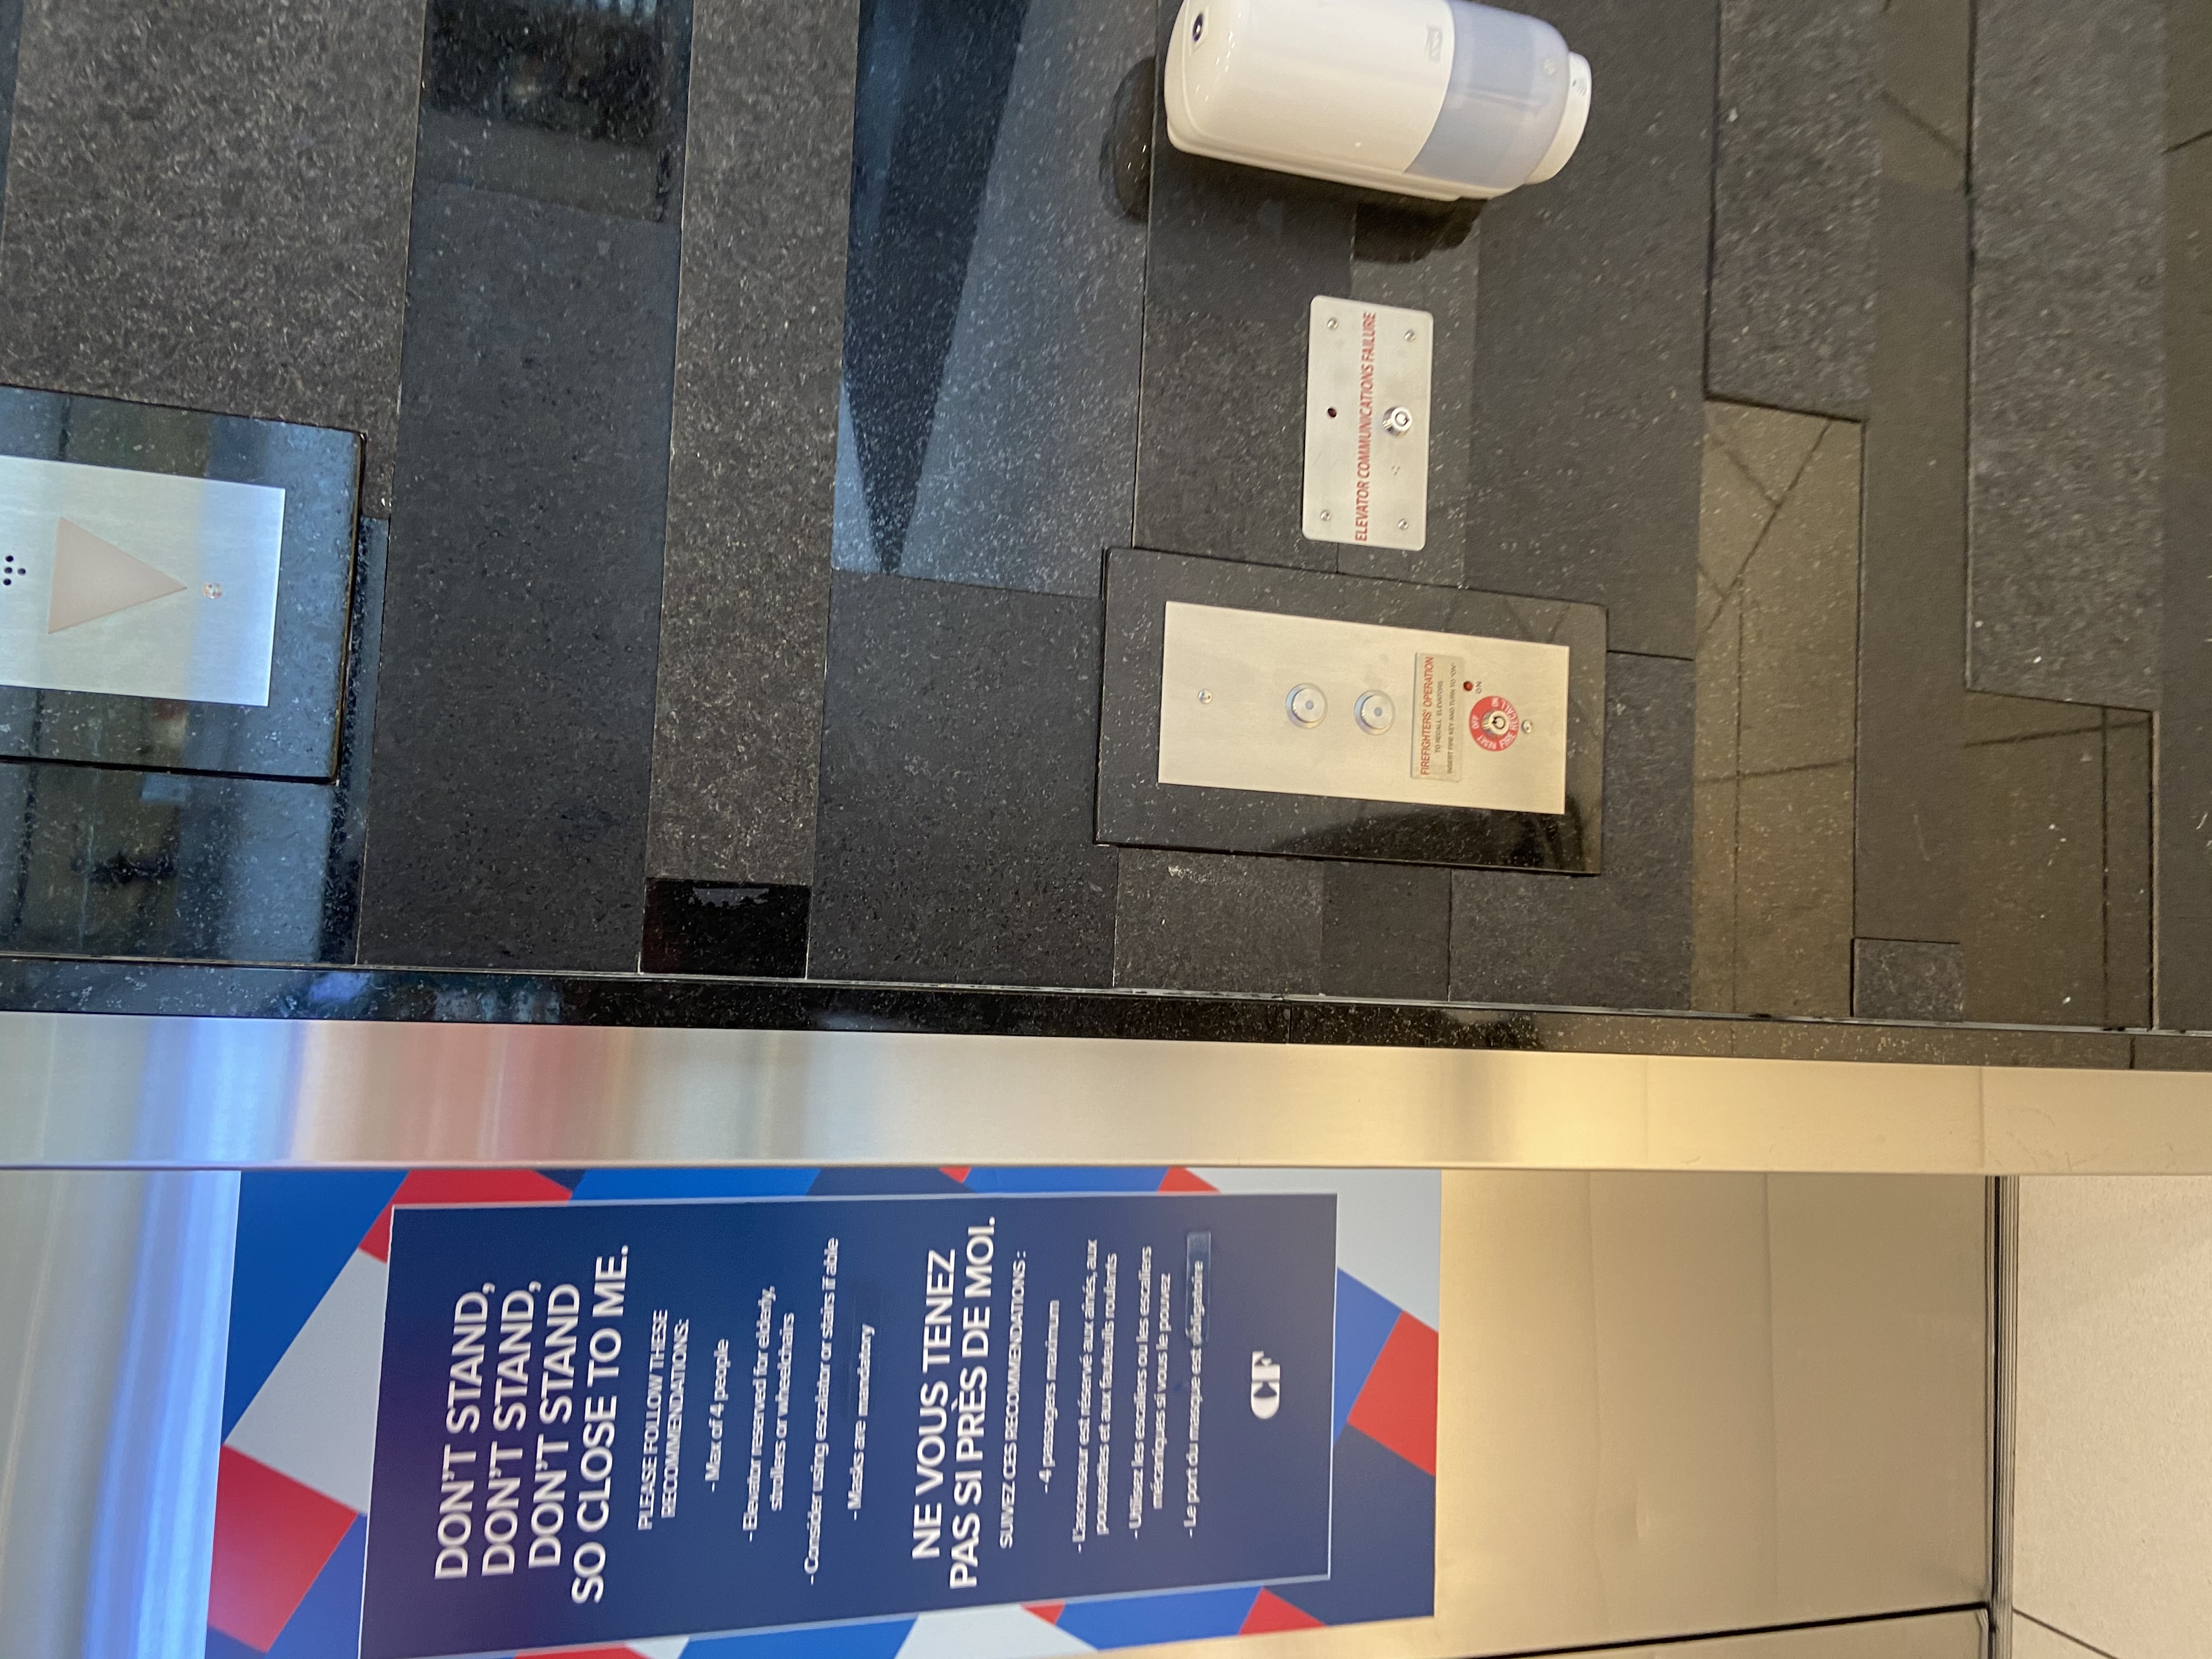 DON'T STAND,
DON'T STAND,
DON'T STAND
SO CLOSE TO ME.
PLEASE FOLLOW THESE
RECOMMENDATIONS:
- Max of 4 people
- Elevator reserved for elderly,
strollers or wheelchairs
- Consider using escalator or stairs if able
- Masks are mandatory
NE VOUS TENEZ
PAS SI PRÈS DE MOI.
SUIVEZ CES RECOMMENDATIONS :
- 4 passagers maximum
- L'ascenseur est réservé aux aînés, aux
poussettes et aux fauteuils roulants
- Utilisez les escaliers ou les escaliers
mécaniques si vous le pouvez
- Le port du masque est obligatoire
CF
FIREFIGHTERS' OPERATION
TO RECALL ELEVATORS
INSERT FIRE KEY AND TURN TO "ON"
ON
RESET OFF ON
FIRE RECALL
ELEVATOR COMMUNICATIONS FAILURE